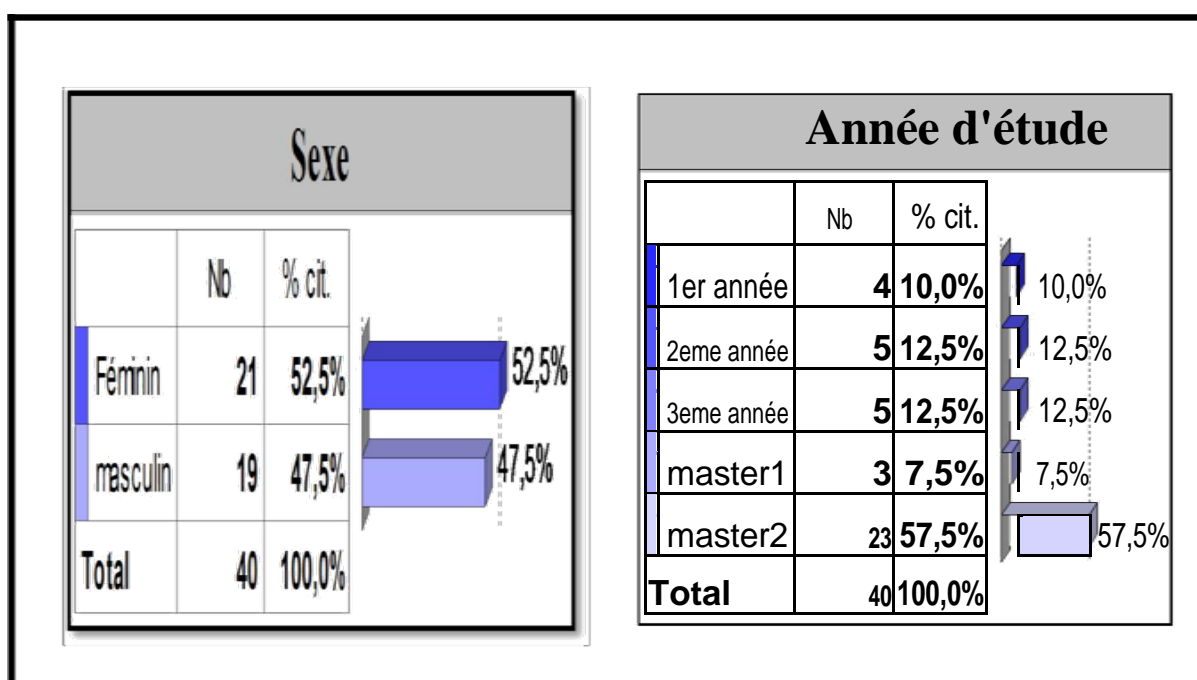 Sexe
Nb % cit.
Féminin 21 52,5% 52,5%
masculin 19 47,5% 47,5%
Total 40 100,0%
Année d'étude
Nb % cit.
1er année 4 10,0% 10,0%
2eme année 5 12,5% 12,5%
3eme année 5 12,5% 12,5%
master1 3 7,5% 7,5%
master2 23 57,5% 57,5%
Total 40 100,0%